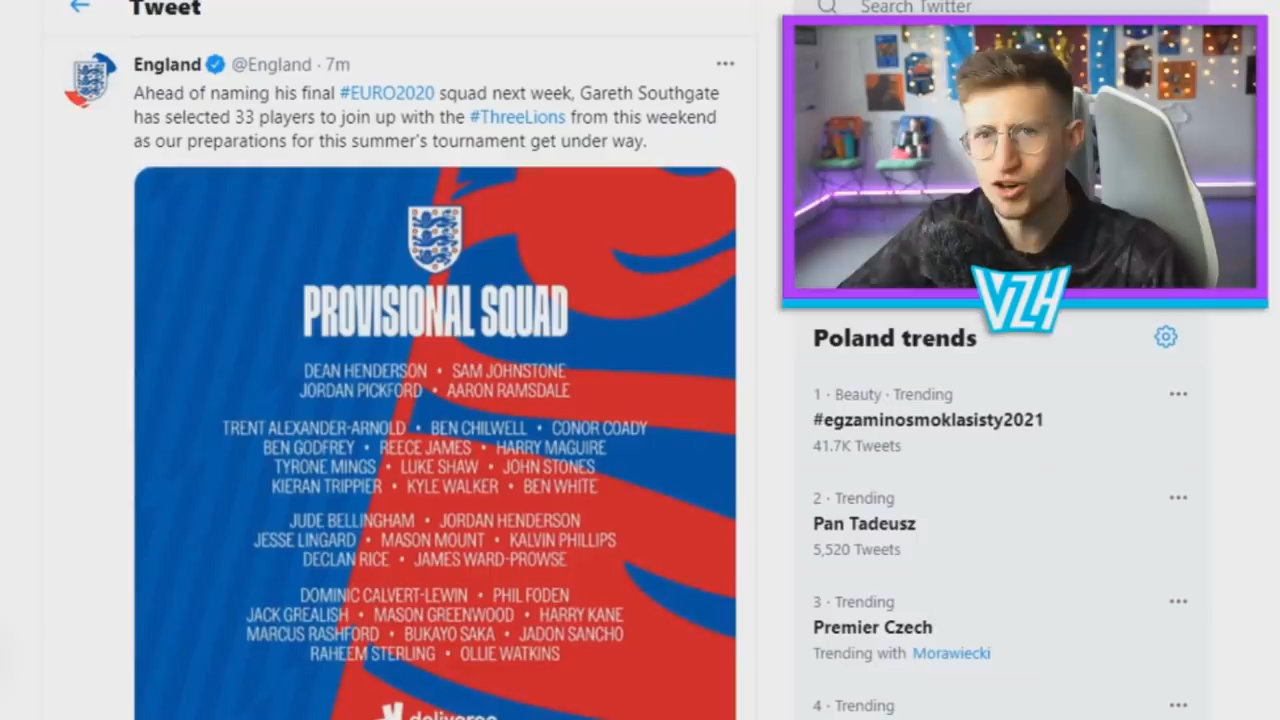 Tweet
Search Twitter
England @England · 7m
Ahead of naming his final #EURO2020 squad next week, Gareth Southgate
has selected 33 players to join up with the #ThreeLions from this weekend
as our preparations for this summer's tournament get under way.
PROVISIONAL SQUAD
DEAN HENDERSON • SAM JOHNSTONE
JORDAN PICKFORD • AARON RAMSDALE
TRENT ALEXANDER-ARNOLD • BEN CHILWELL • CONOR COADY
BEN GODFREY • REECE JAMES • HARRY MAGUIRE
TYRONE MINGS • LUKE SHAW • JOHN STONES
KIERAN TRIPPIER • KYLE WALKER • BEN WHITE
JUDE BELLINGHAM • JORDAN HENDERSON
JESSE LINGARD • MASON MOUNT • KALVIN PHILLIPS
DECLAN RICE • JAMES WARD-PROWSE
DOMINIC CALVERT-LEWIN • PHIL FODEN
JACK GREALISH • MASON GREENWOOD • HARRY KANE
MARCUS RASHFORD • BUKAYO SAKA • JADON SANCHO
RAHEEM STERLING • OLLIE WATKINS
deliveroo
VZH
Poland trends
1 · Beauty · Trending
#egzaminosmoklasisty2021
41.7K Tweets
2 · Trending
Pan Tadeusz
5,520 Tweets
3 · Trending
Premier Czech
Trending with Morawiecki
4 · Trending